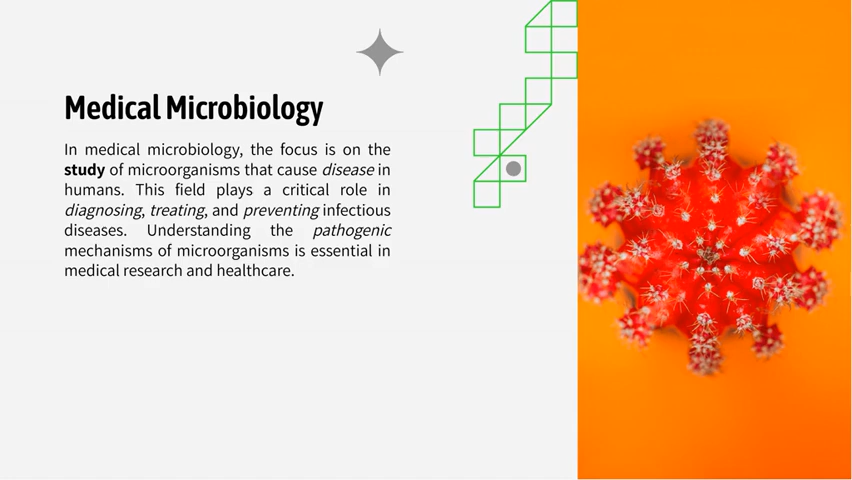 Medical Microbiology
In medical microbiology, the focus is on the
study of microorganisms that cause disease in
humans. This field plays a critical role in
diagnosing, treating, and preventing infectious
diseases. Understanding the pathogenic
mechanisms of microorganisms is essential in
medical research and healthcare.